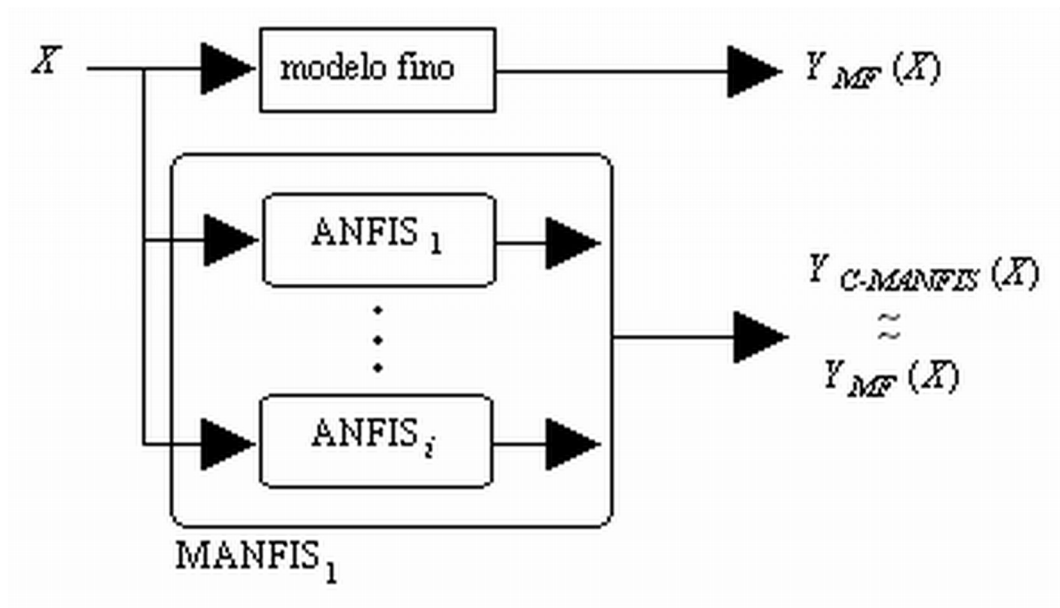 X modelo fino Y MF (X)
ANFIS 1
Y C-MANFIS (X)
≈
Y MF (X)
ANFIS i
MANFIS 1